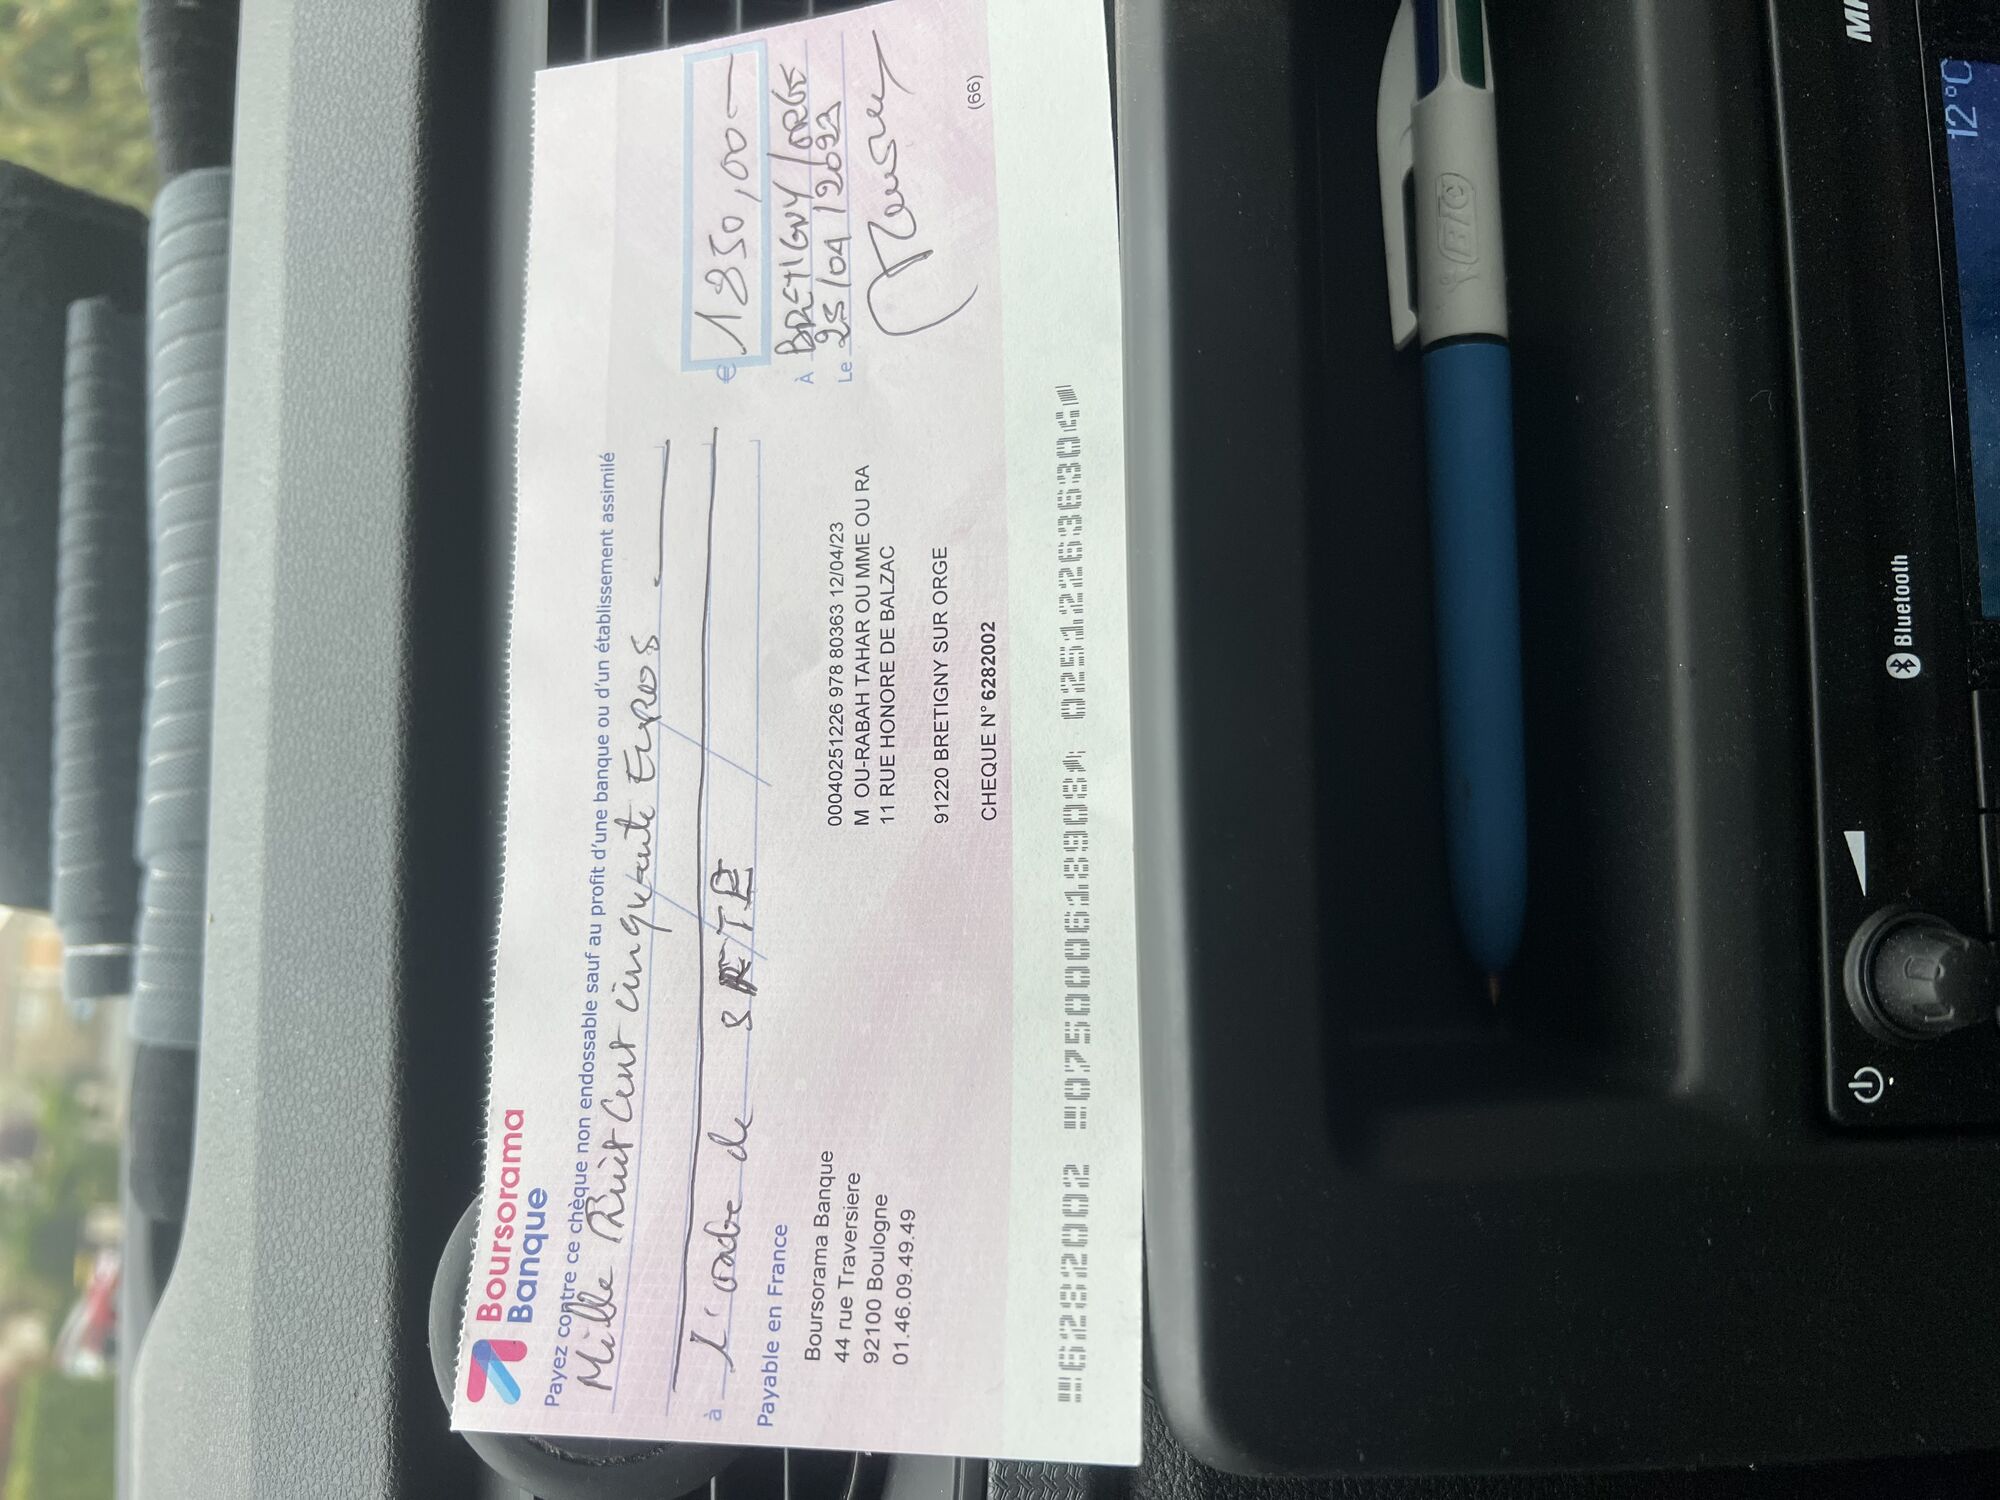 Boursorama
Banque
Payez contre ce chèque non endossable sauf au profit d'une banque ou d'un établissement assimilé
Mille Huit Cent cinquante Euros
€ 1850,00
à L'ordre de
À BRETIGNY / ORGE
Le 25/04/2023
Payable en France
Boursorama Banque
44 rue Traversiere
92100 Boulogne
01.46.09.49.49
00040251226 978 80363 12/04/23
M OU-RABAH TAHAR OU MME OU RA
11 RUE HONORE DE BALZAC
91220 BRETIGNY SUR ORGE
CHEQUE N° 6282002
(66)
BIC
Bluetooth
12°C